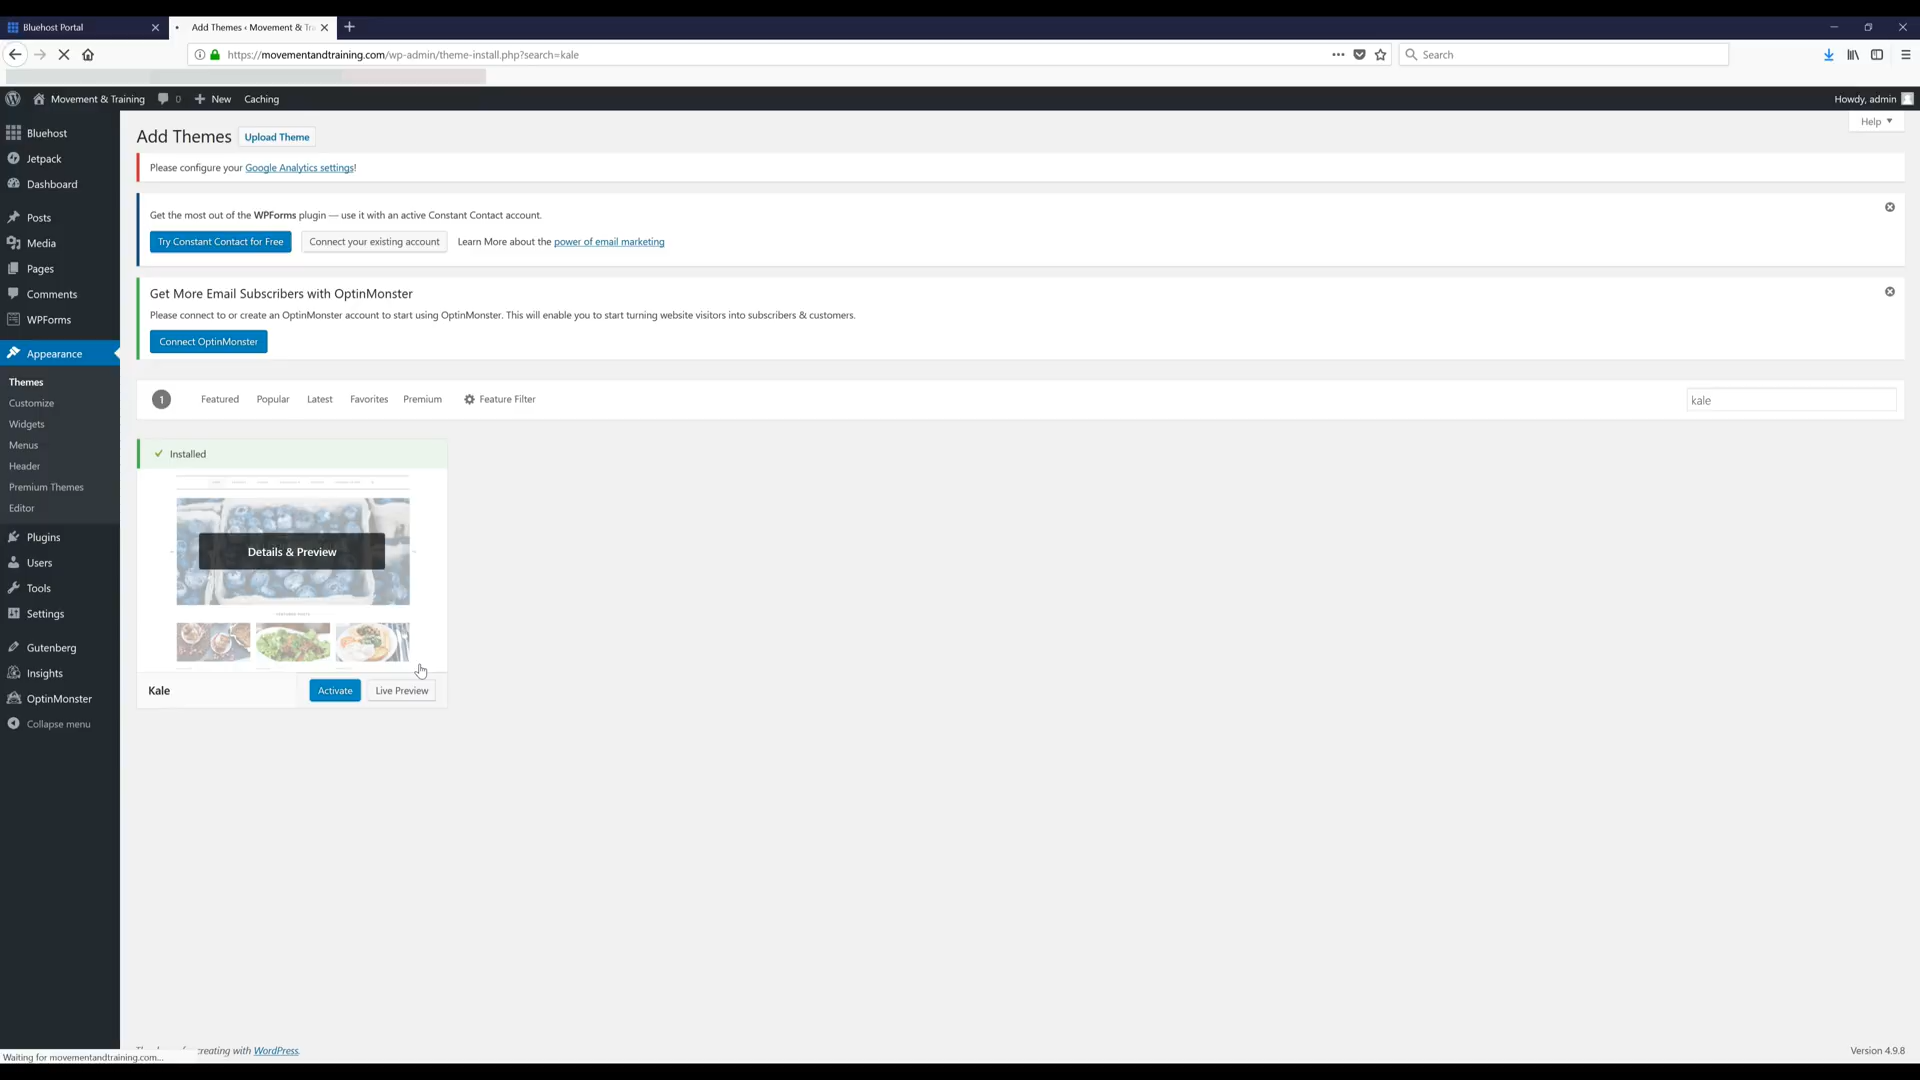 Bluehost Portal
Add Themes ‹ Movement & Tr
https://movementandtraining.com/wp-admin/theme-install.php?search=kale
Search
Movement & Training
0
New
Caching
Howdy, admin
Help
Bluehost
Jetpack
Dashboard
Posts
Media
Pages
Comments
WPForms
Appearance
Themes
Customize
Widgets
Menus
Header
Premium Themes
Editor
Plugins
Users
Tools
Settings
Gutenberg
Insights
OptinMonster
Collapse menu
Add Themes
Upload Theme
Please configure your Google Analytics settings!
Get the most out of the WPForms plugin — use it with an active Constant Contact account.
Try Constant Contact for Free
Connect your existing account
Learn More about the power of email marketing
Get More Email Subscribers with OptinMonster
Please connect to or create an OptinMonster account to start using OptinMonster. This will enable you to start turning website visitors into subscribers & customers.
Connect OptinMonster
1
Featured
Popular
Latest
Favorites
Premium
Feature Filter
kale
Installed
Details & Preview
Kale
Activate
Live Preview
creating with WordPress.
Version 4.9.8
Waiting for movementandtraining.com...